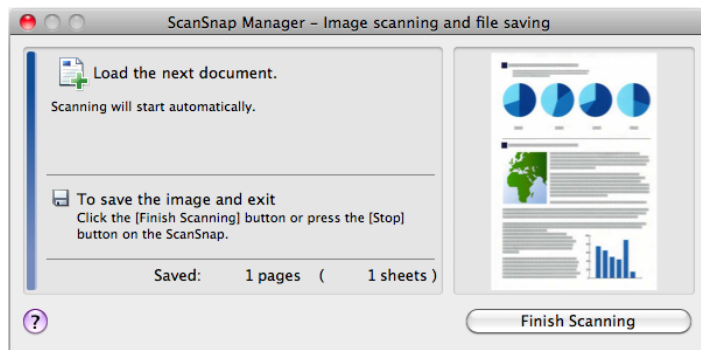 ScanSnap Manager – Image scanning and file saving
Load the next document.
Scanning will start automatically.
To save the image and exit
Click the [Finish Scanning] button or press the [Stop]
button on the ScanSnap.
Saved: 1 pages ( 1 sheets )
?
Finish Scanning